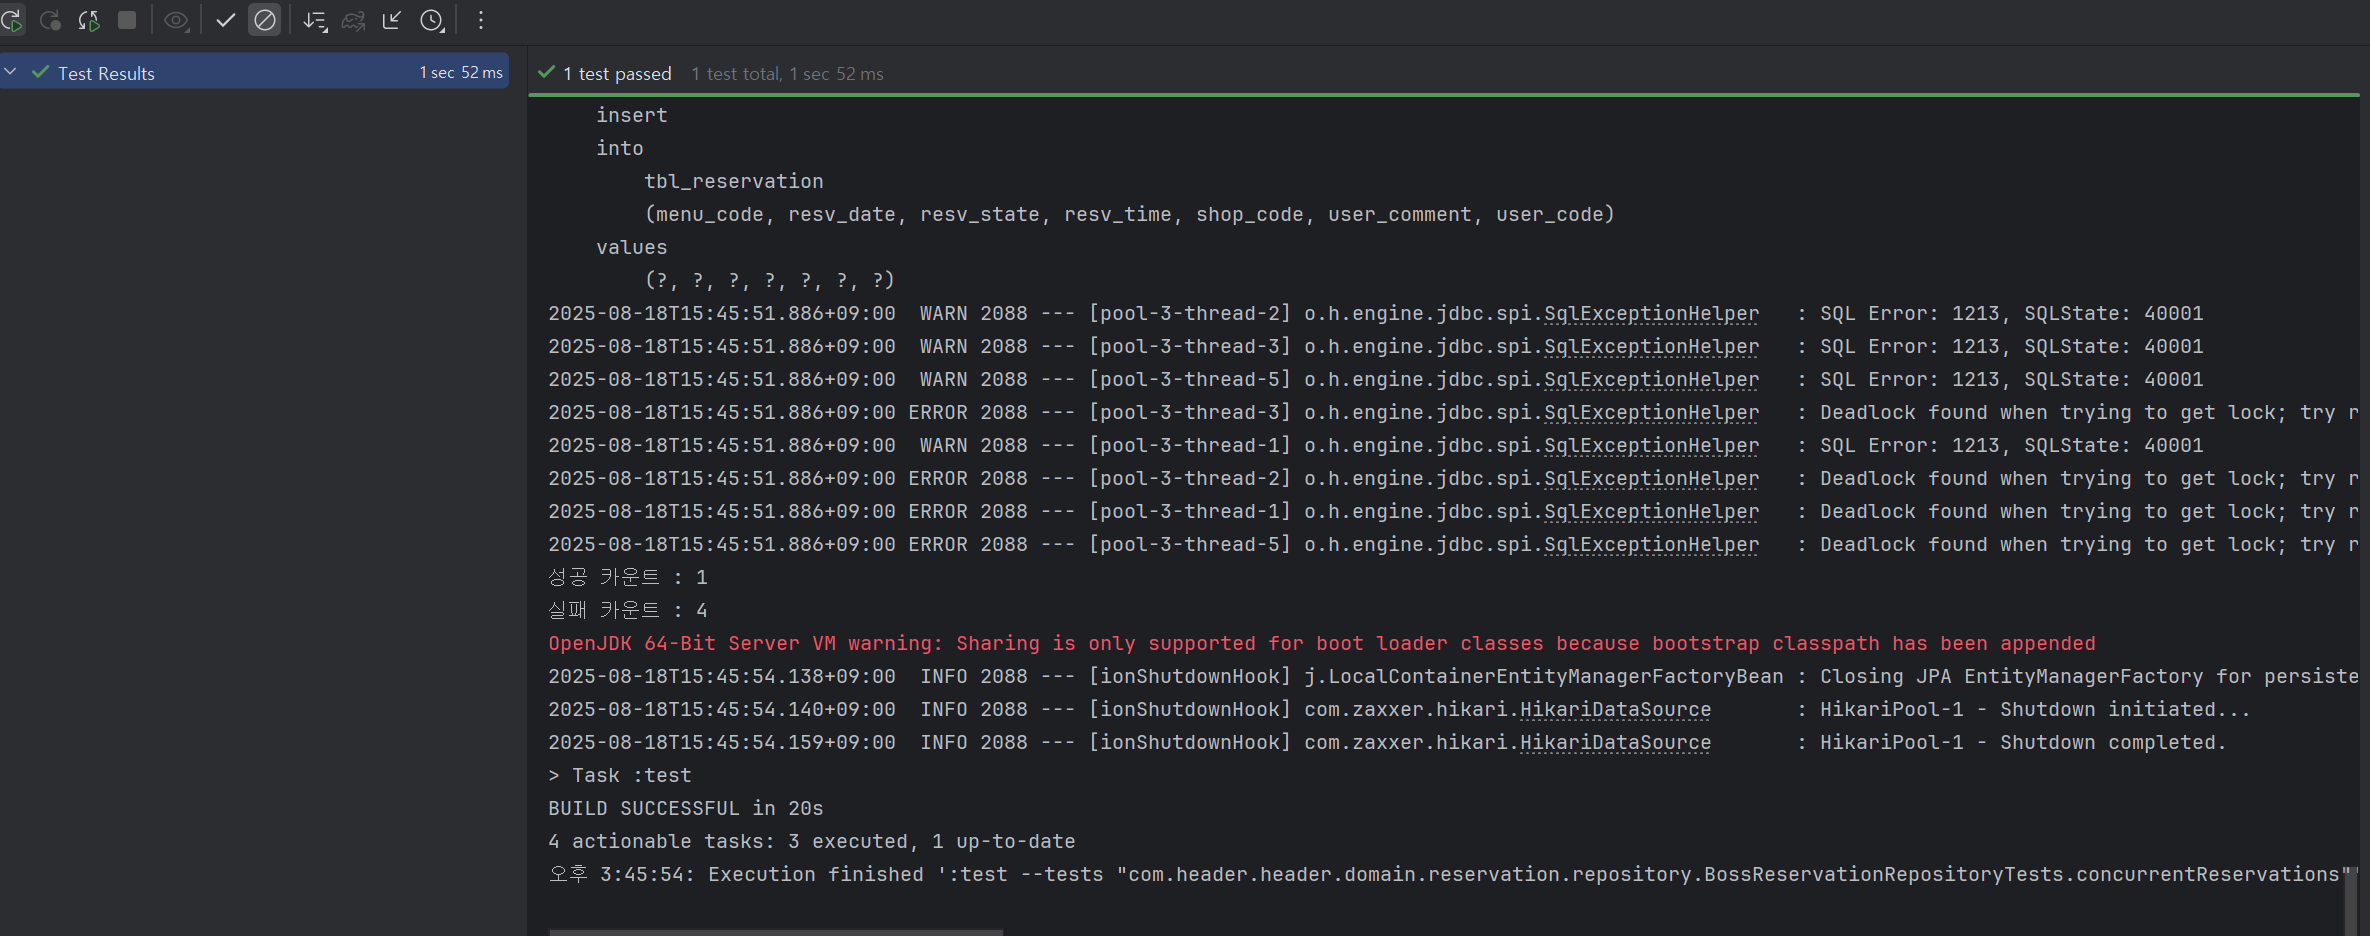 Test Results 1 sec 52 ms
1 test passed 1 test total, 1 sec 52 ms
insert
into
tbl_reservation
(menu_code, resv_date, resv_state, resv_time, shop_code, user_comment, user_code)
values
(?, ?, ?, ?, ?, ?, ?)
2025-08-18T15:45:51.886+09:00  WARN 2088 --- [pool-3-thread-2] o.h.engine.jdbc.spi.SqlExceptionHelper   : SQL Error: 1213, SQLState: 40001
2025-08-18T15:45:51.886+09:00  WARN 2088 --- [pool-3-thread-3] o.h.engine.jdbc.spi.SqlExceptionHelper   : SQL Error: 1213, SQLState: 40001
2025-08-18T15:45:51.886+09:00  WARN 2088 --- [pool-3-thread-5] o.h.engine.jdbc.spi.SqlExceptionHelper   : SQL Error: 1213, SQLState: 40001
2025-08-18T15:45:51.886+09:00 ERROR 2088 --- [pool-3-thread-3] o.h.engine.jdbc.spi.SqlExceptionHelper   : Deadlock found when trying to get lock; try r
2025-08-18T15:45:51.886+09:00  WARN 2088 --- [pool-3-thread-1] o.h.engine.jdbc.spi.SqlExceptionHelper   : SQL Error: 1213, SQLState: 40001
2025-08-18T15:45:51.886+09:00 ERROR 2088 --- [pool-3-thread-2] o.h.engine.jdbc.spi.SqlExceptionHelper   : Deadlock found when trying to get lock; try r
2025-08-18T15:45:51.886+09:00 ERROR 2088 --- [pool-3-thread-1] o.h.engine.jdbc.spi.SqlExceptionHelper   : Deadlock found when trying to get lock; try r
2025-08-18T15:45:51.886+09:00 ERROR 2088 --- [pool-3-thread-5] o.h.engine.jdbc.spi.SqlExceptionHelper   : Deadlock found when trying to get lock; try r
성공 카운트 : 1
실패 카운트 : 4
OpenJDK 64-Bit Server VM warning: Sharing is only supported for boot loader classes because bootstrap classpath has been appended
2025-08-18T15:45:54.138+09:00  INFO 2088 --- [ionShutdownHook] j.LocalContainerEntityManagerFactoryBean : Closing JPA EntityManagerFactory for persiste
2025-08-18T15:45:54.140+09:00  INFO 2088 --- [ionShutdownHook] com.zaxxer.hikari.HikariDataSource       : HikariPool-1 - Shutdown initiated...
2025-08-18T15:45:54.159+09:00  INFO 2088 --- [ionShutdownHook] com.zaxxer.hikari.HikariDataSource       : HikariPool-1 - Shutdown completed.
> Task :test
BUILD SUCCESSFUL in 20s
4 actionable tasks: 3 executed, 1 up-to-date
오후 3:45:54: Execution finished ':test --tests "com.header.header.domain.reservation.repository.BossReservationRepositoryTests.concurrentReservations"'